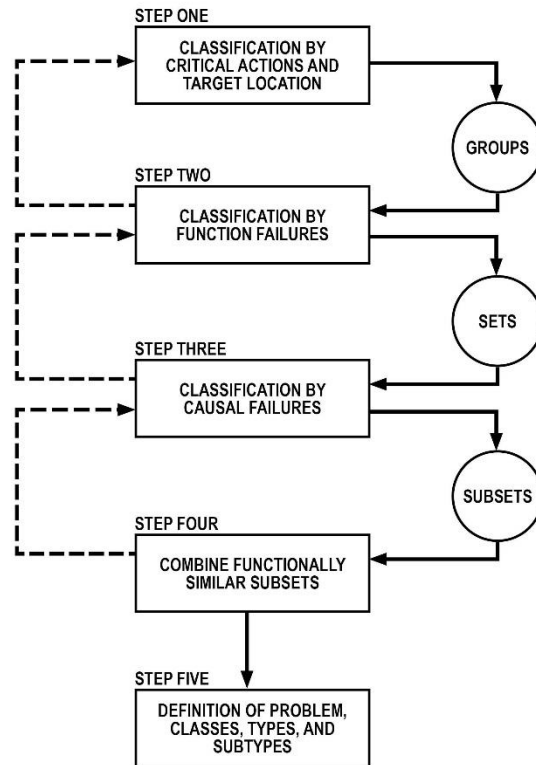 STEP ONE
CLASSIFICATION BY
CRITICAL ACTIONS AND
TARGET LOCATION
GROUPS
STEP TWO
CLASSIFICATION BY
FUNCTION FAILURES
SETS
STEP THREE
CLASSIFICATION BY
CAUSAL FAILURES
SUBSETS
STEP FOUR
COMBINE FUNCTIONALLY
SIMILAR SUBSETS
STEP FIVE
DEFINITION OF PROBLEM,
CLASSES, TYPES, AND
SUBTYPES